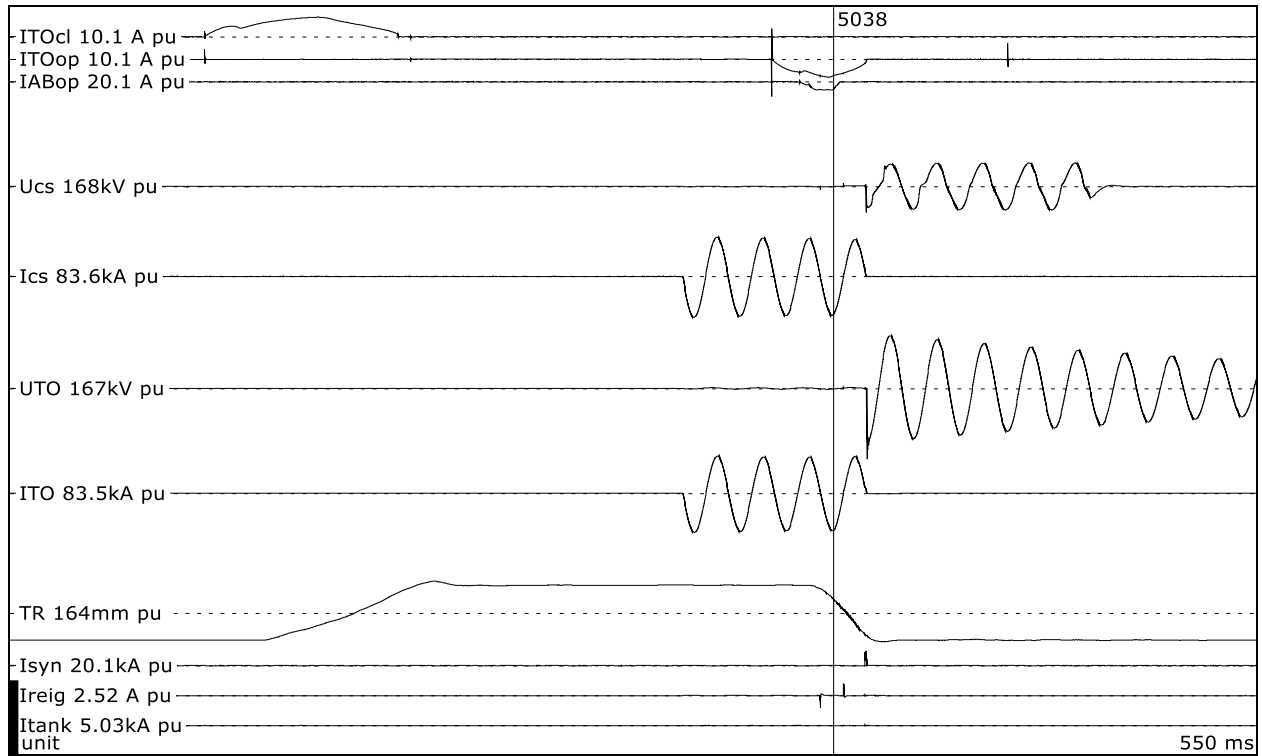 5038
ITOcl 10.1 A pu
ITOop 10.1 A pu
IABop 20.1 A pu
Ucs 168kV pu
Ics 83.6kA pu
UTO 167kV pu
ITO 83.5kA pu
TR 164mm pu
Isyn 20.1kA pu
Ireig 2.52 A pu
Itank 5.03kA pu
unit 550 ms